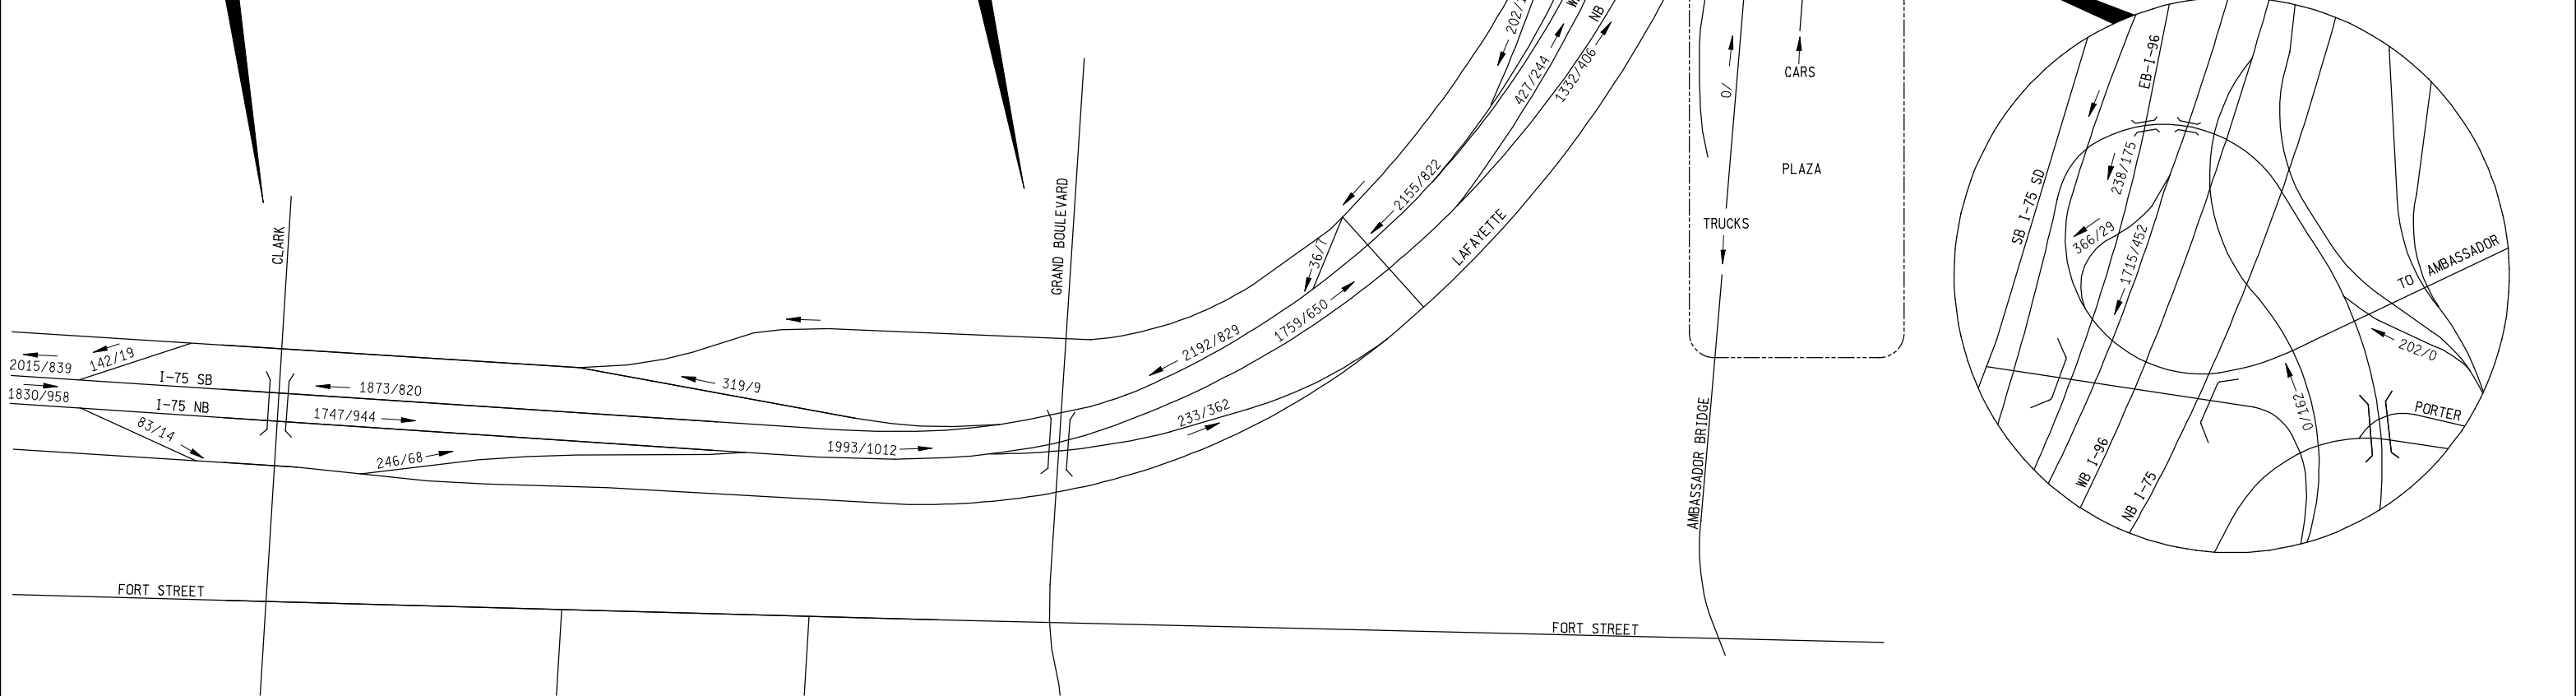 CLARK
GRAND BOULEVARD
2015/839
142/19
I-75 SB
1830/958
I-75 NB
83/14
1873/820
1747/944
246/68
319/9
1993/1012
233/362
2192/829
1759/650
36/7
2155/822
427/244
1332/406
NB
LAFAYETTE
FORT STREET
FORT STREET
0/
CARS
PLAZA
TRUCKS
AMBASSADOR BRIDGE
EB-I-96
SB I-75 SD
238/175
366/29
1715/452
WB I-96
NB I-75
0/162
202/0
TO AMBASSADOR
PORTER